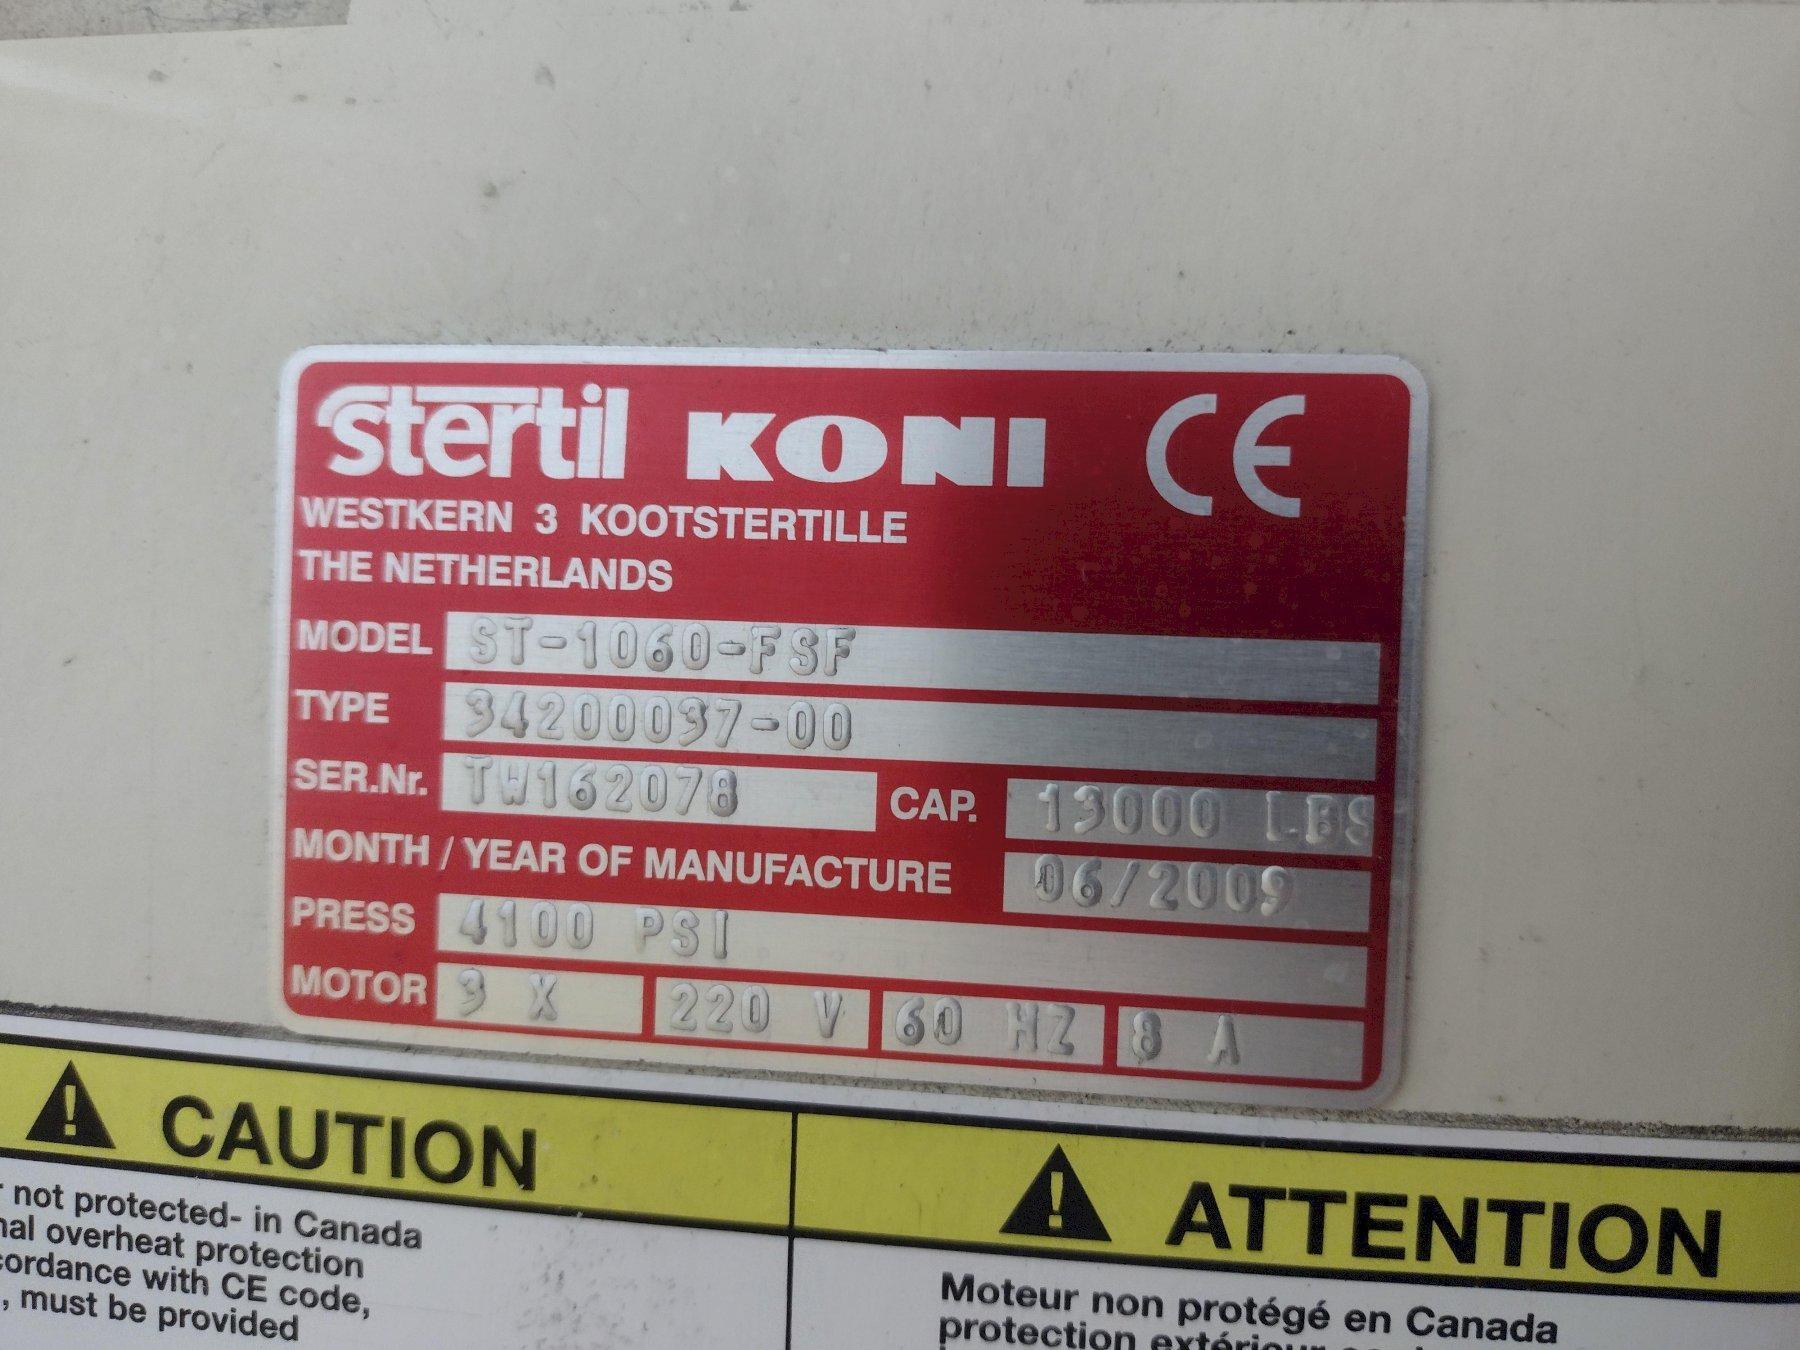 stertil KONI CE
WESTKERN 3 KOOTSTERTILLE
THE NETHERLANDS
MODEL ST-1060-FSF
TYPE 34200037-00
SER.Nr. TW162078 CAP. 13000 LBS
MONTH / YEAR OF MANUFACTURE 06/2009
PRESS 4100 PSI
MOTOR 3 X 220 V 60 HZ 8 A
CAUTION
not protected- in Canada
overheat protection
with CE code,
, must be provided
ATTENTION
Moteur non protégé en Canada
protection